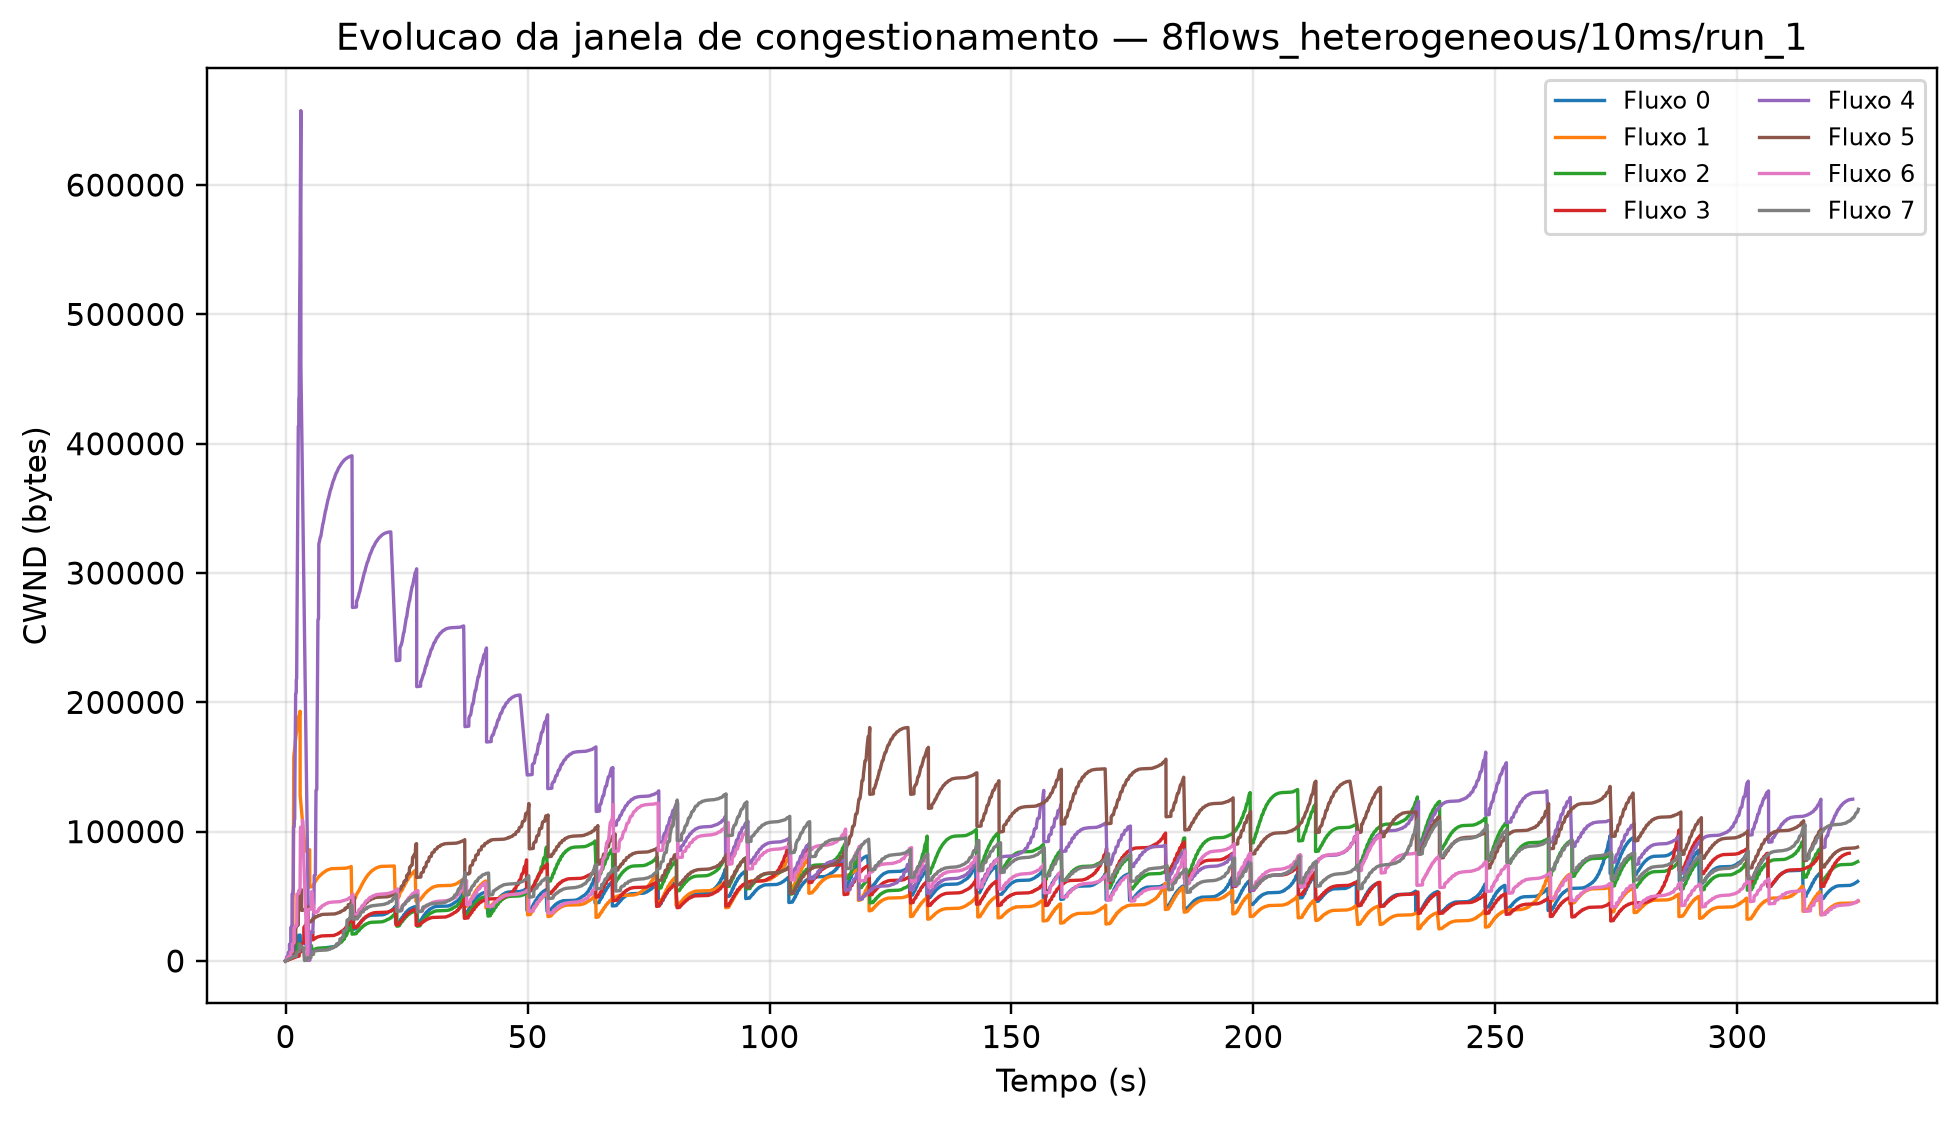 Evolucao da janela de congestionamento — 8flows_heterogeneous/10ms/run_1
Fluxo 0
Fluxo 1
Fluxo 2
Fluxo 3
Fluxo 4
Fluxo 5
Fluxo 6
Fluxo 7
CWND (bytes)
600000
500000
400000
300000
200000
100000
0
0 50 100 150 200 250 300
Tempo (s)